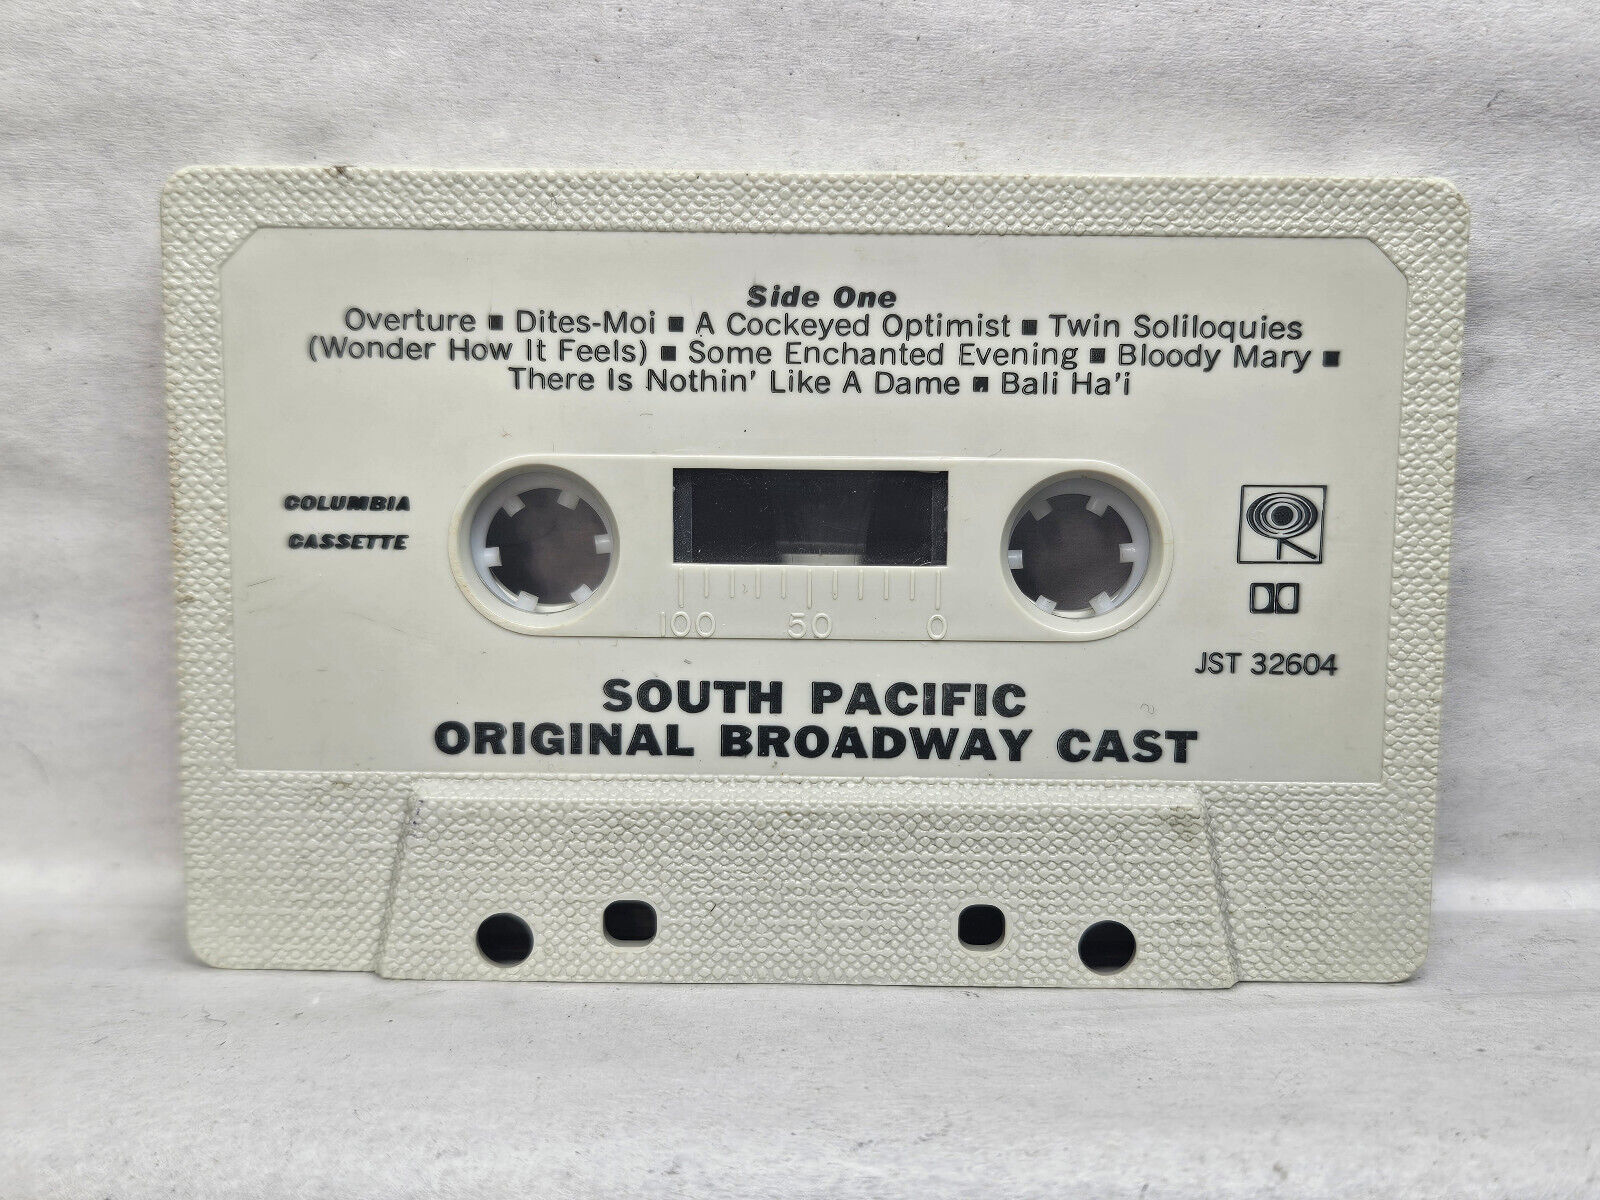 Side One
Overture ■ Dites-Moi ■ A Cockeyed Optimist ■ Twin Soliloquies
(Wonder How It Feels) ■ Some Enchanted Evening ■ Bloody Mary ■
There Is Nothin' Like A Dame ■ Bali Ha'i
COLUMBIA
CASSETTE
100 50 0
JST 32604
SOUTH PACIFIC
ORIGINAL BROADWAY CAST